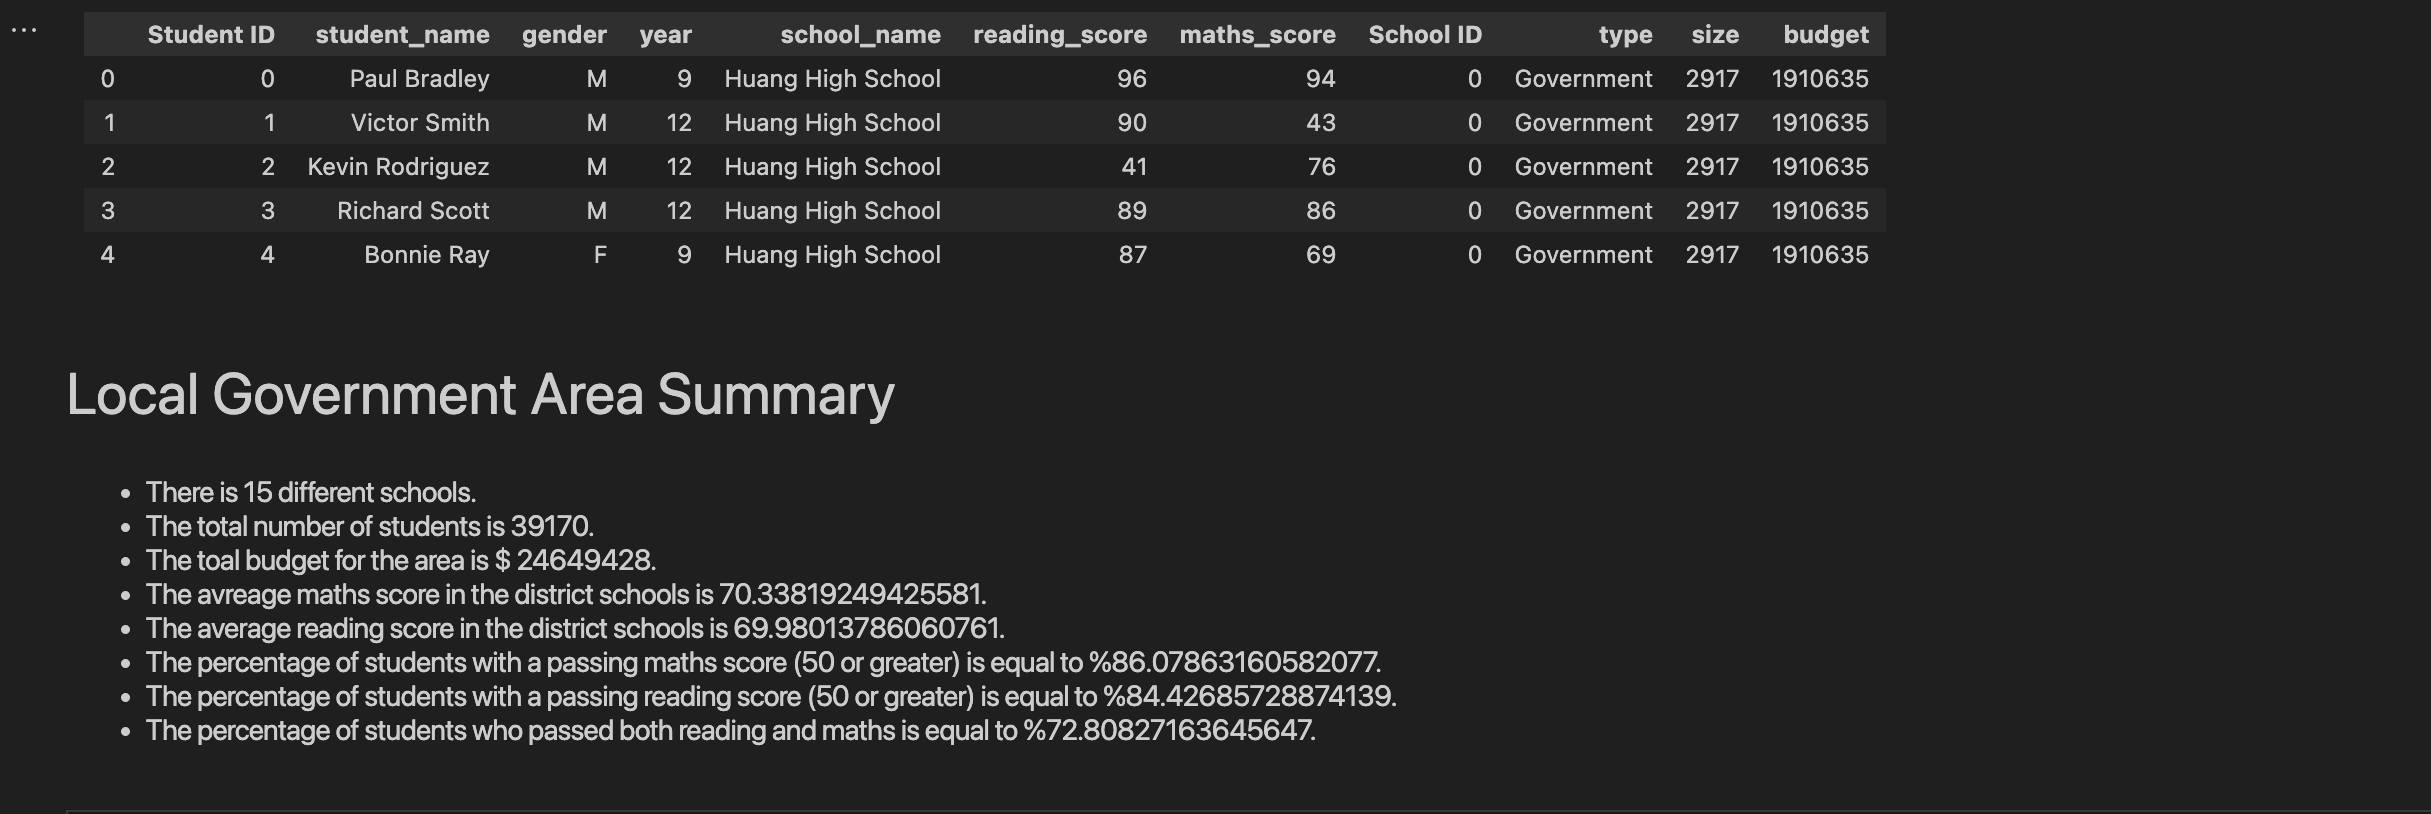 ...
Student ID student_name gender year school_name reading_score maths_score School ID type size budget
0 0 Paul Bradley M 9 Huang High School 96 94 0 Government 2917 1910635
1 1 Victor Smith M 12 Huang High School 90 43 0 Government 2917 1910635
2 2 Kevin Rodriguez M 12 Huang High School 41 76 0 Government 2917 1910635
3 3 Richard Scott M 12 Huang High School 89 86 0 Government 2917 1910635
4 4 Bonnie Ray F 9 Huang High School 87 69 0 Government 2917 1910635
Local Government Area Summary
• There is 15 different schools.
• The total number of students is 39170.
• The toal budget for the area is $ 24649428.
• The avreage maths score in the district schools is 70.33819249425581.
• The average reading score in the district schools is 69.98013786060761.
• The percentage of students with a passing maths score (50 or greater) is equal to %86.07863160582077.
• The percentage of students with a passing reading score (50 or greater) is equal to %84.42685728874139.
• The percentage of students who passed both reading and maths is equal to %72.80827163645647.